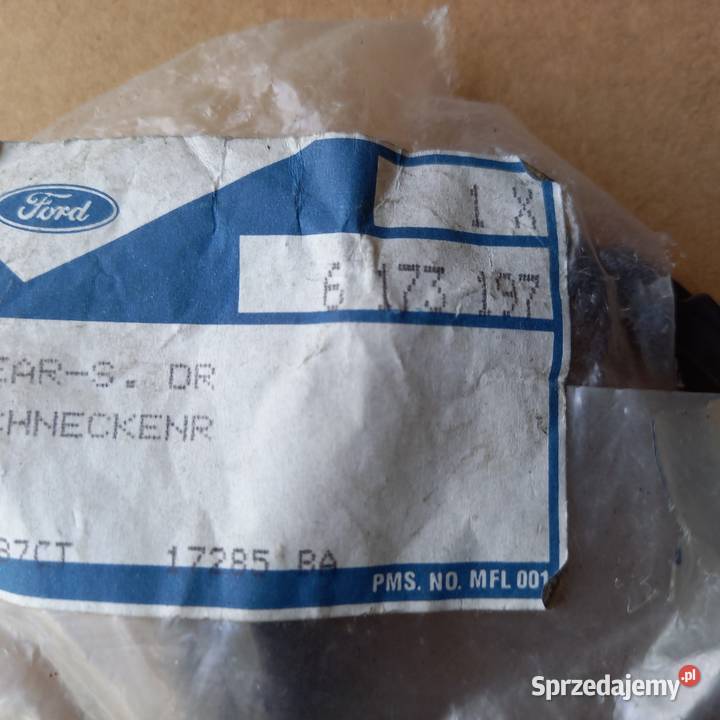 Ford
1 X
6 173 197
EAR-S. DR
CHNECKENR
87CT 17285 BA
PMS. NO. MFL 001
Sprzedajemy.pl